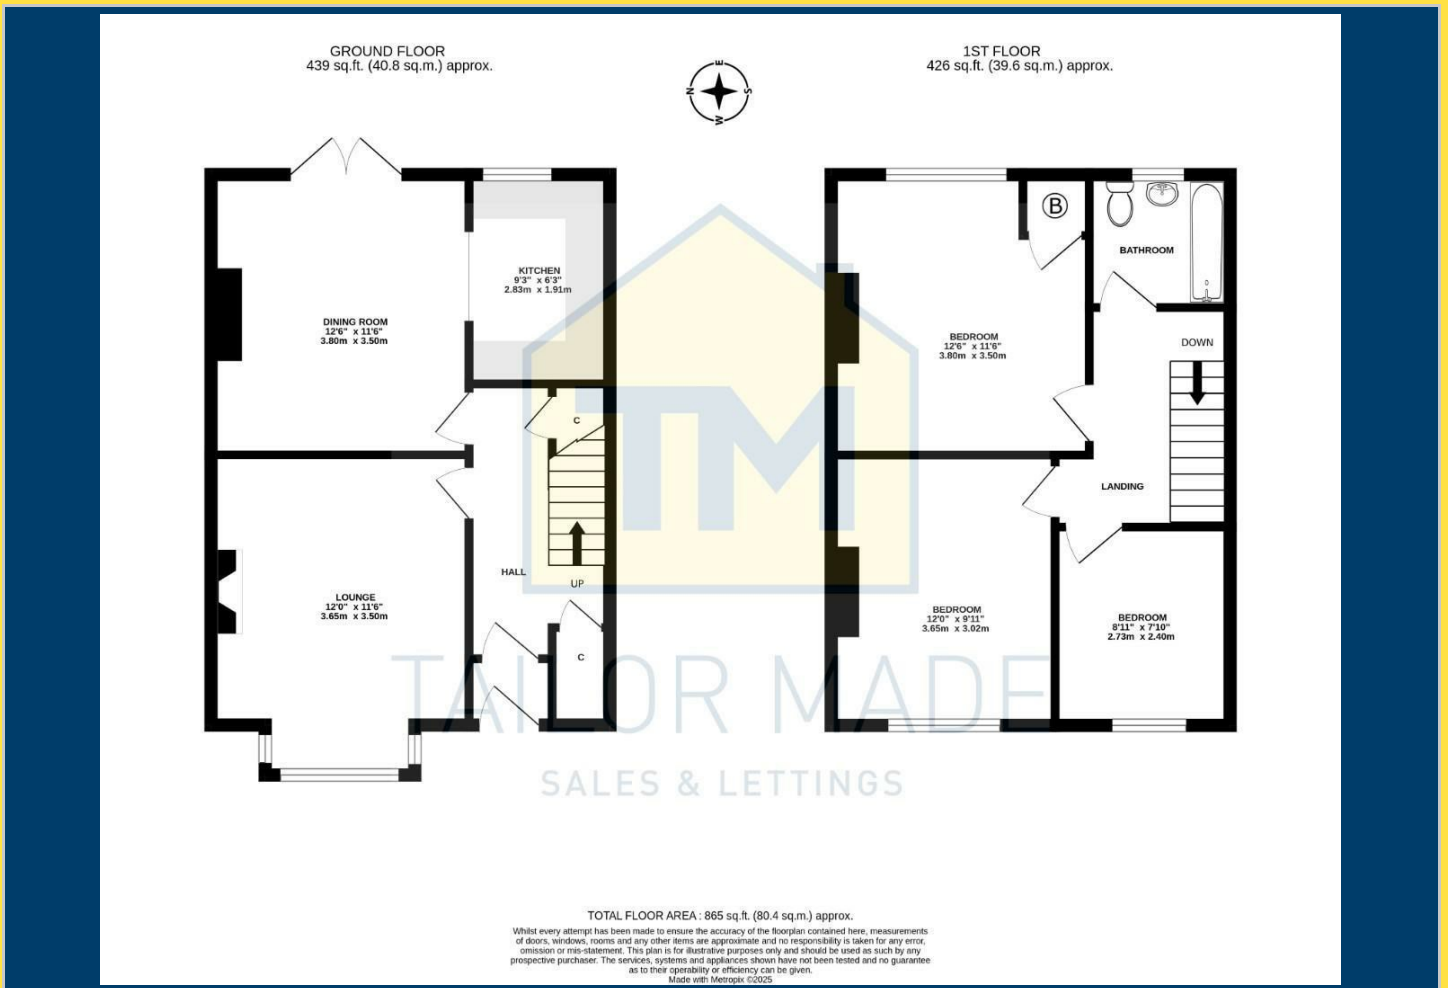 GROUND FLOOR
439 sq.ft. (40.8 sq.m.) approx.
1ST FLOOR
426 sq.ft. (39.6 sq.m.) approx.
E
N
S
W
KITCHEN
9'3" x 6'3"
2.83m x 1.91m
DINING ROOM
12'6" x 11'6"
3.80m x 3.50m
C
HALL
UP
LOUNGE
12'0" x 11'6"
3.65m x 3.50m
C
B
BATHROOM
BEDROOM
12'6" x 11'6"
3.80m x 3.50m
DOWN
LANDING
BEDROOM
12'0" x 9'11"
3.65m x 3.02m
BEDROOM
8'11" x 7'10"
2.73m x 2.40m
TM
TAILOR MADE
SALES & LETTINGS
TOTAL FLOOR AREA : 865 sq.ft. (80.4 sq.m.) approx.
Whilst every attempt has been made to ensure the accuracy of the floorplan contained here, measurements
of doors, windows, rooms and any other items are approximate and no responsibility is taken for any error,
omission or mis-statement. This plan is for illustrative purposes only and should be used as such by any
prospective purchaser. The services, systems and appliances shown have not been tested and no guarantee
as to their operability or efficiency can be given.
Made with Metropix ©2025